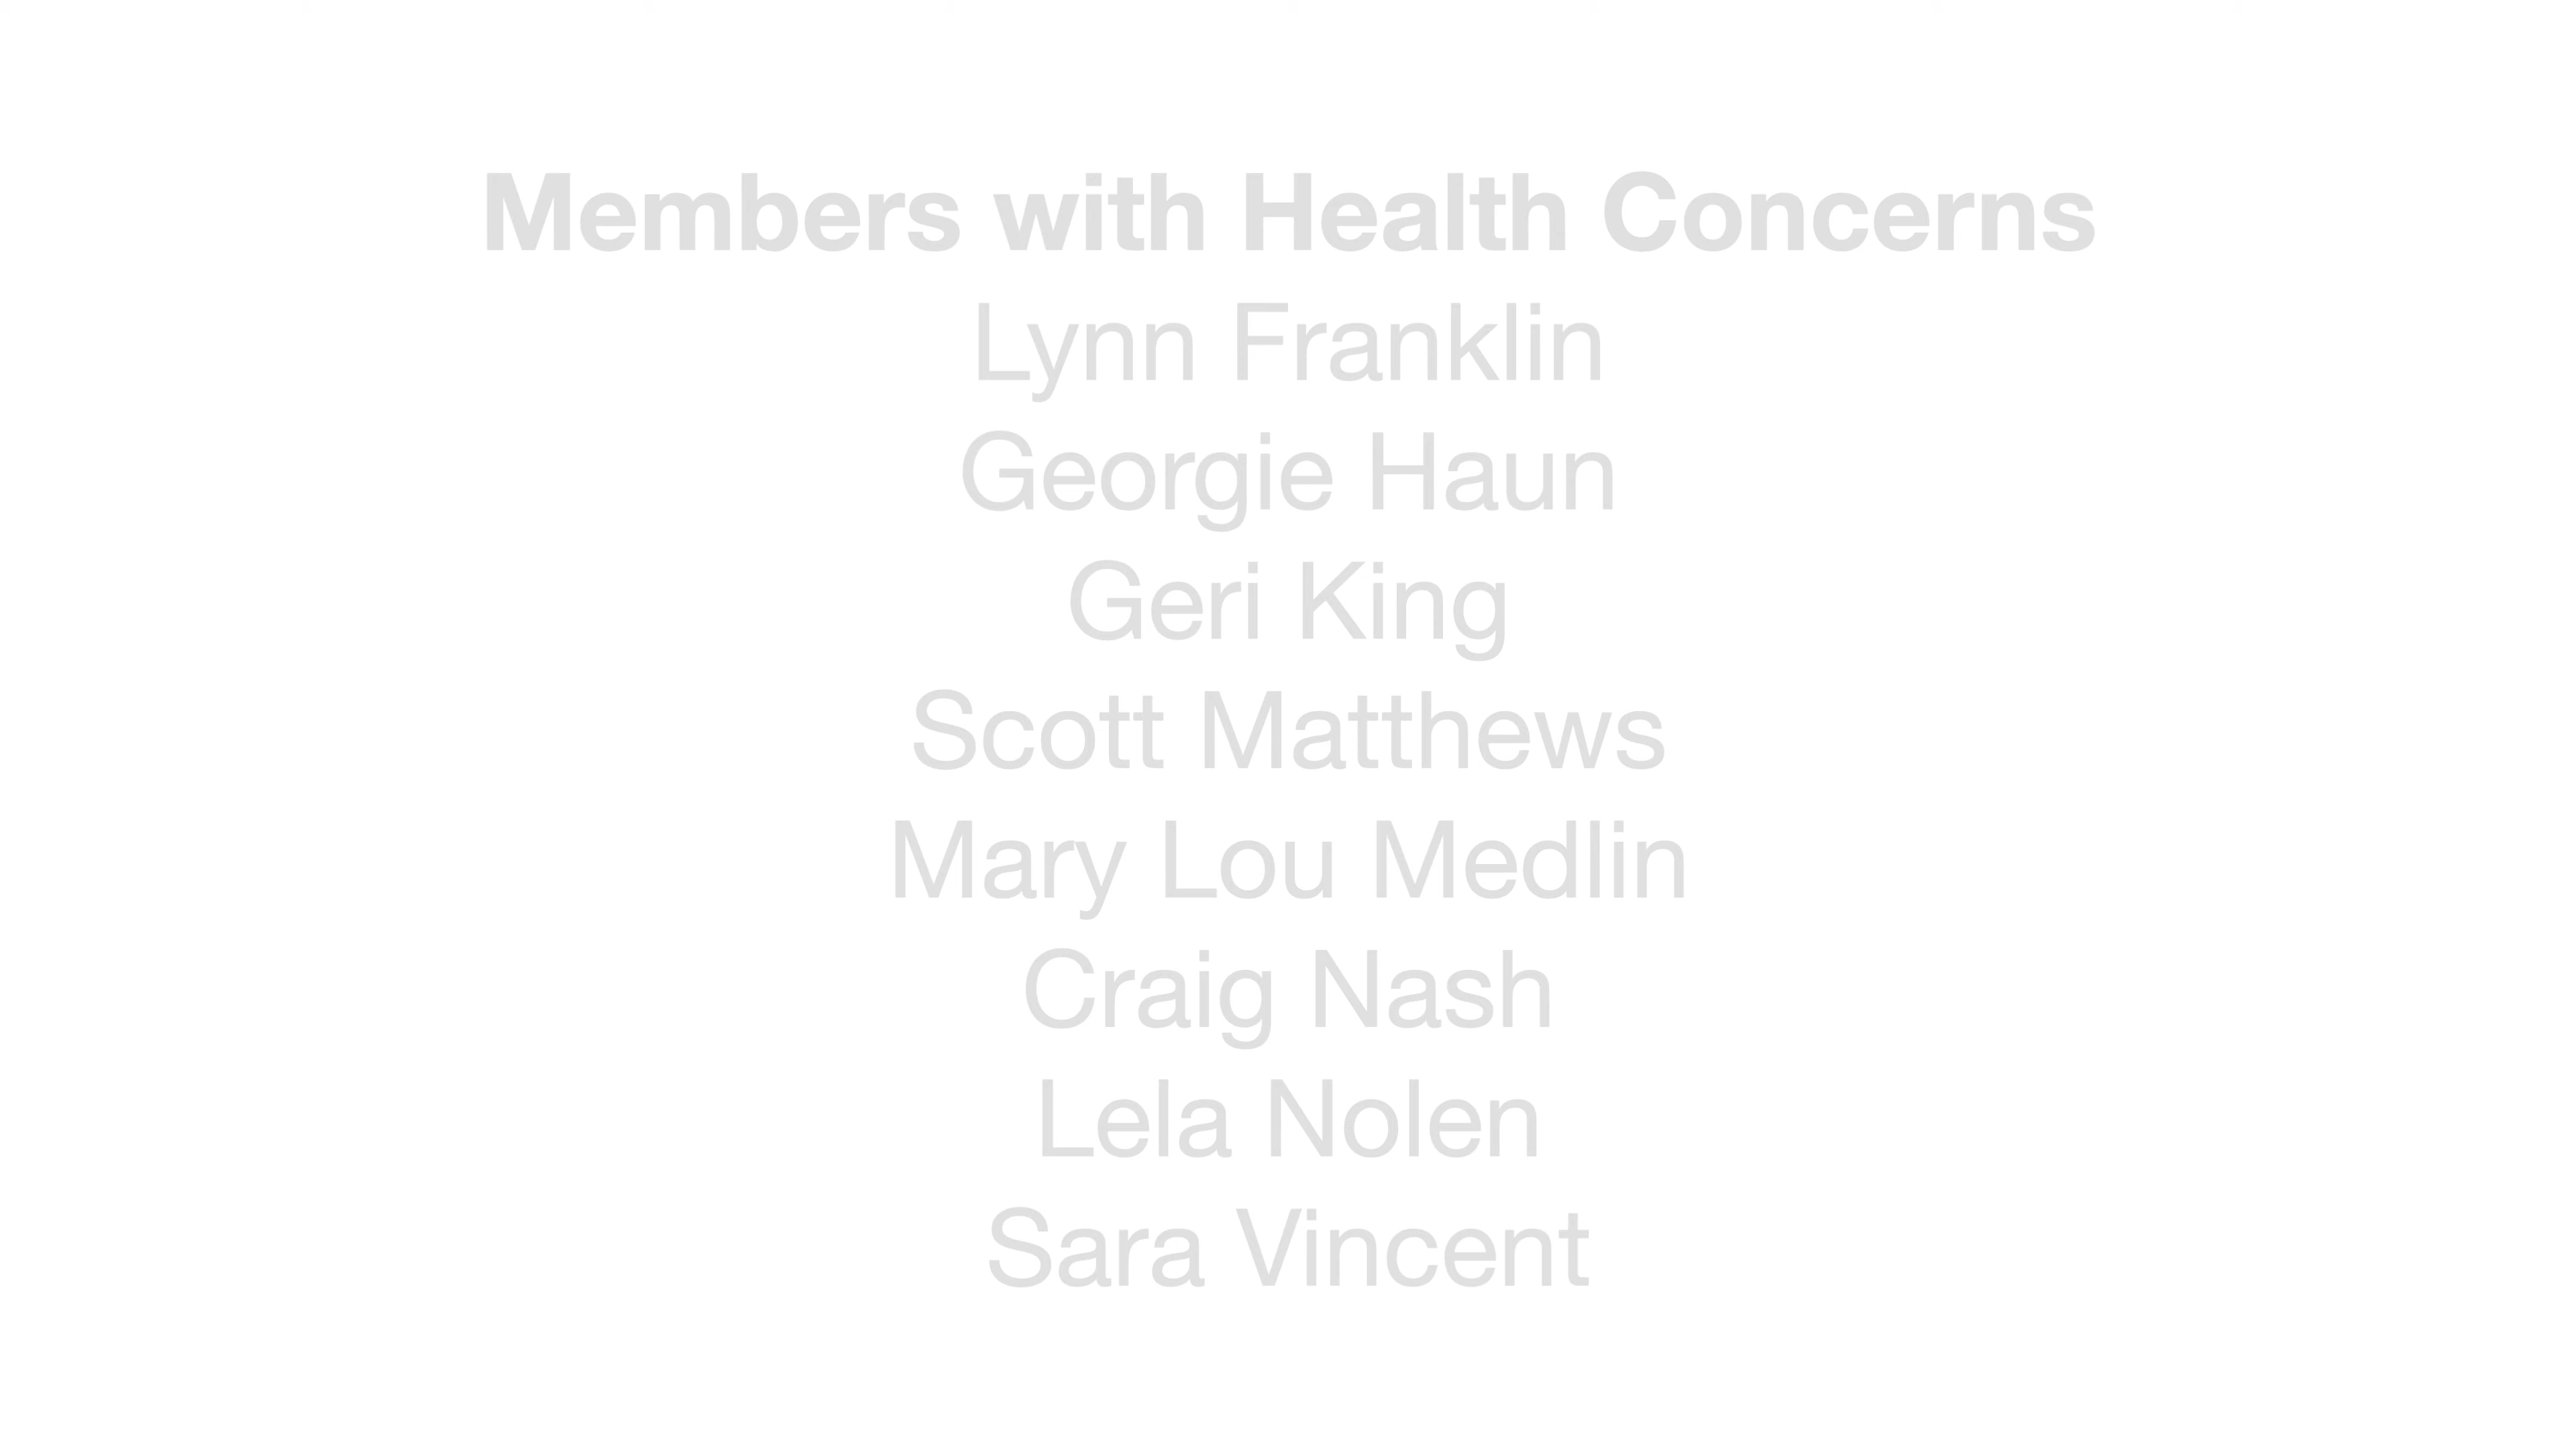 Members with Health Concerns
Lynn Franklin
Georgie Haun
Geri King
Scott Matthews
Mary Lou Medlin
Craig Nash
Lela Nolen
Sara Vincent